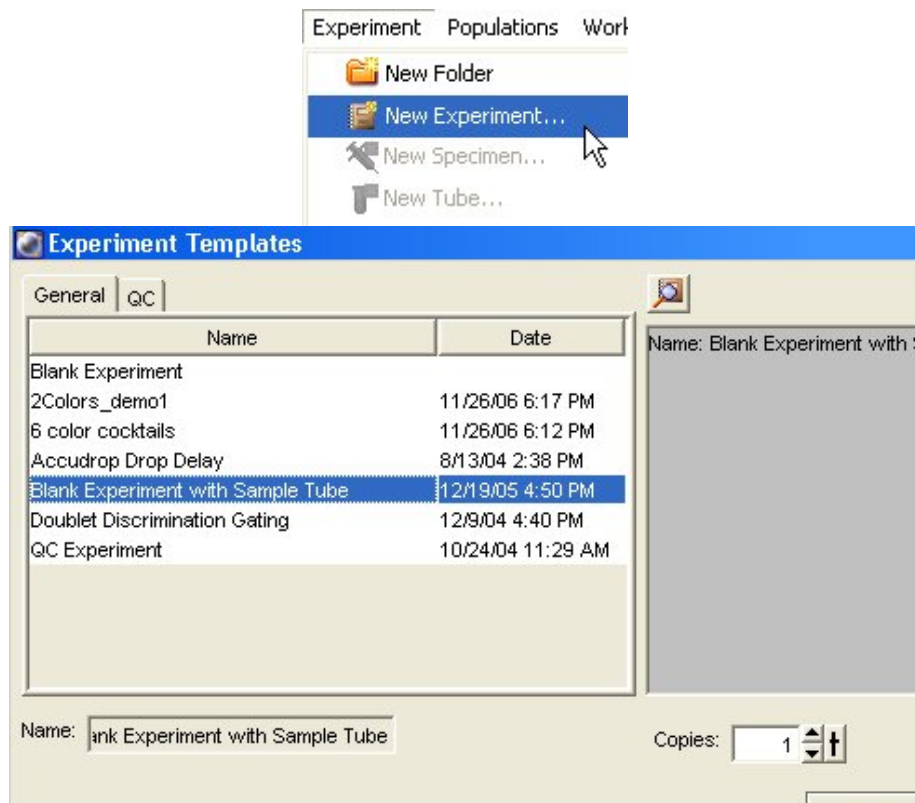 Experiment Populations
New Folder
New Experiment...
New Specimen...
New Tube...
Experiment Templates
General QC
Name Date
Blank Experiment
2Colors_demo1 11/26/06 6:17 PM
6 color cocktails 11/26/06 6:12 PM
Accudrop Drop Delay 8/13/04 2:38 PM
Blank Experiment with Sample Tube 12/19/05 4:50 PM
Doublet Discrimination Gating 12/9/04 4:40 PM
QC Experiment 10/24/04 11:29 AM
Name: Blank Experiment with
Name: ank Experiment with Sample Tube
Copies: 1